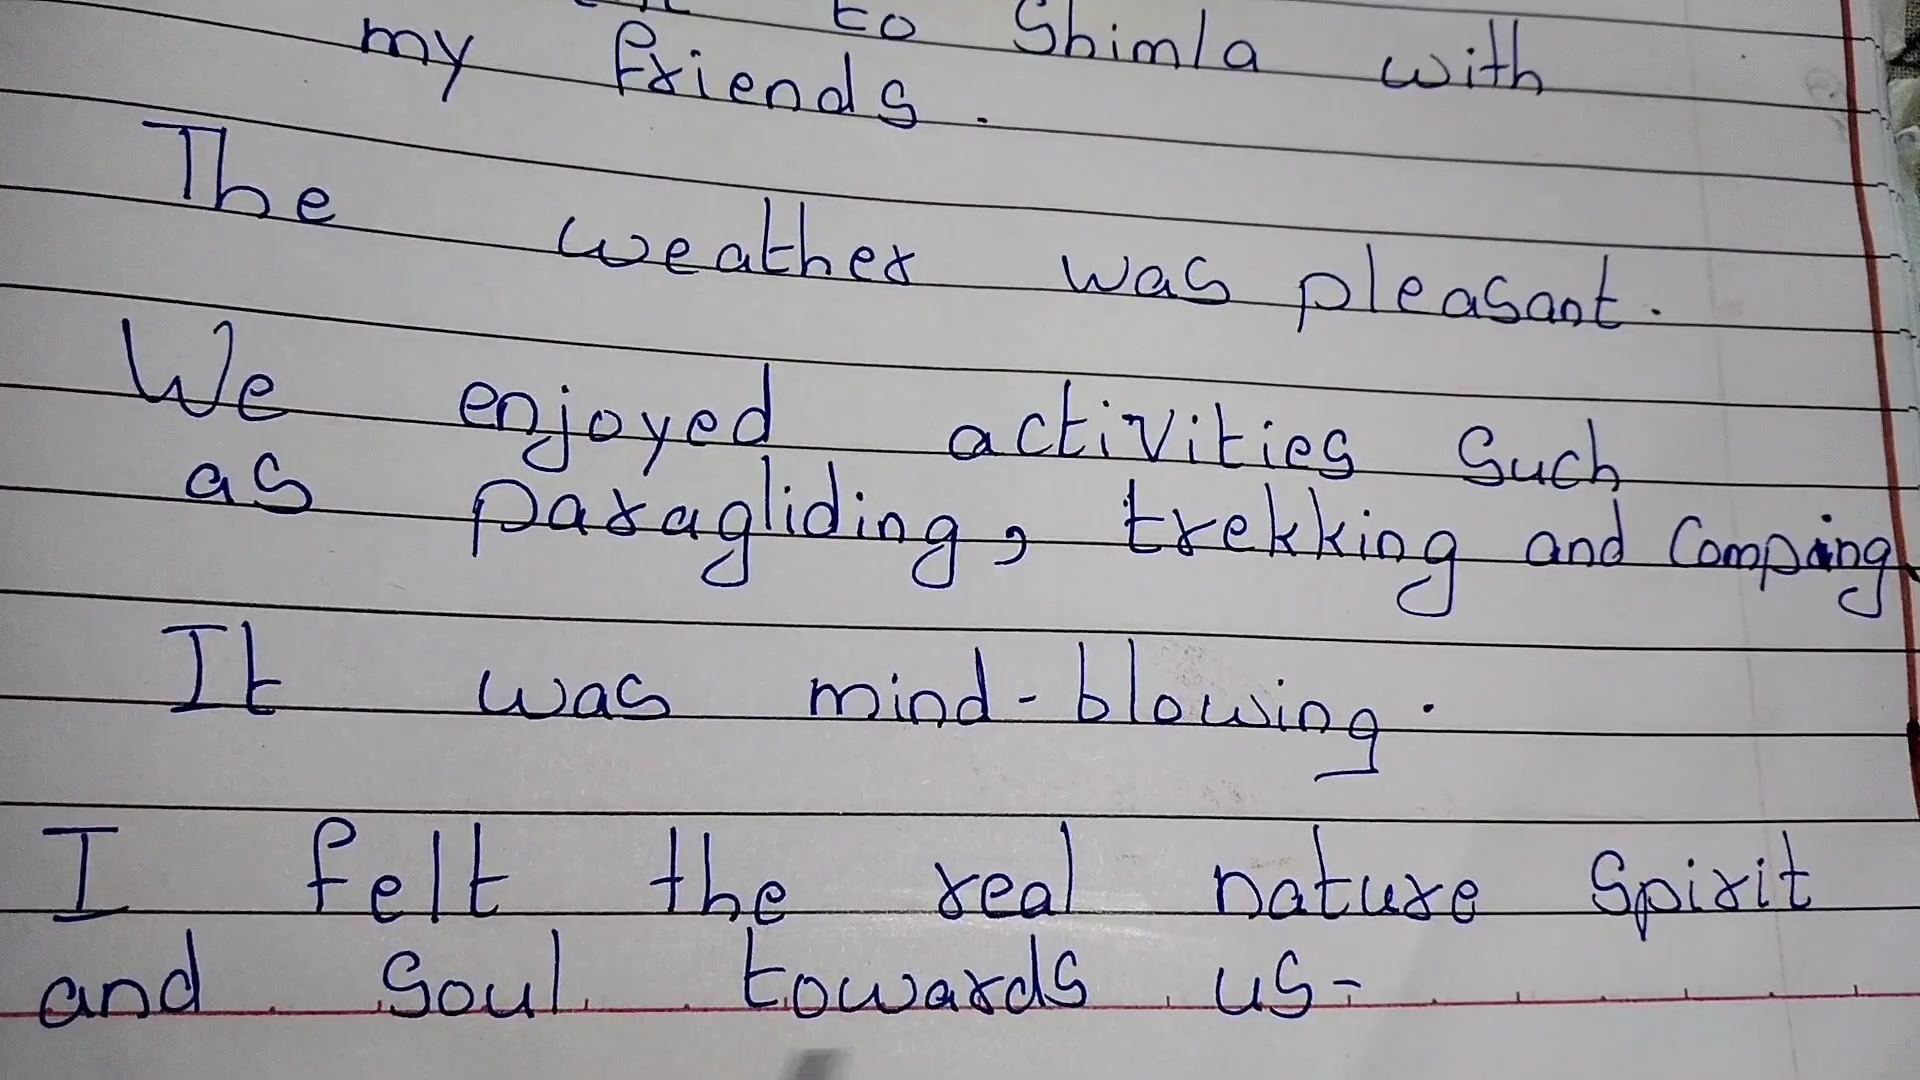 to Shimla with
my friends.
The weather was pleasant.
We enjoyed activities Such
as paragliding, trekking and Camping
It was mind-blowing.
I felt the real nature Spirit
and Soul towards us-